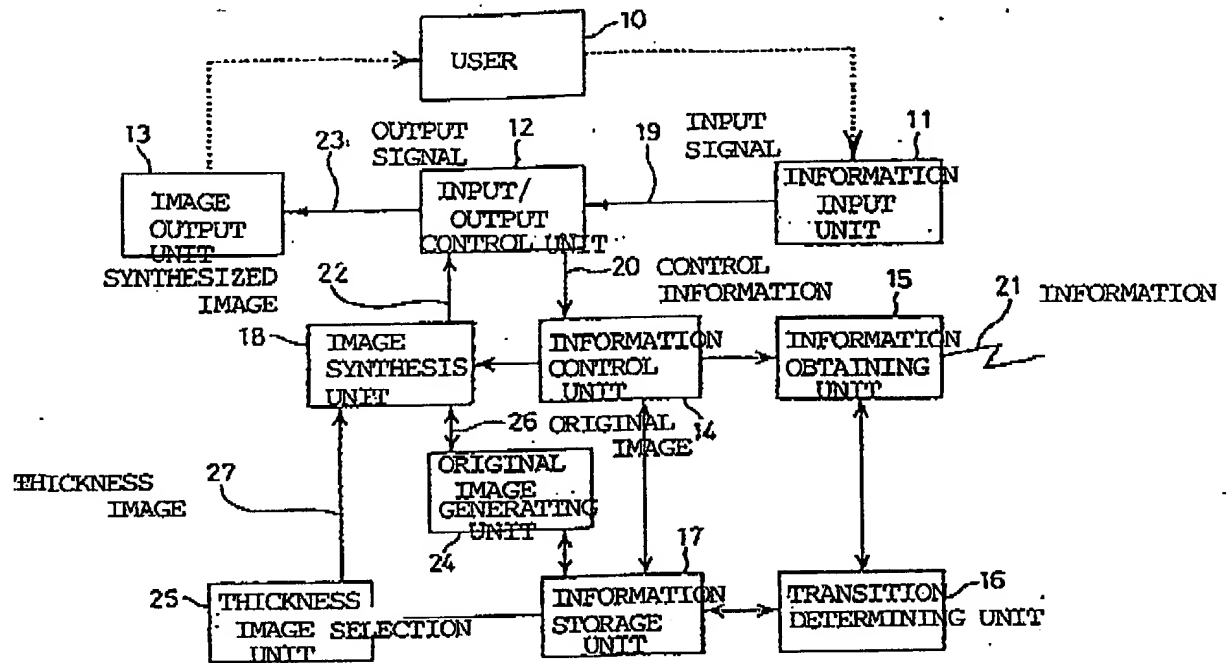 10
USER
13
23
OUTPUT
SIGNAL
12
19
INPUT
SIGNAL
11
IMAGE
OUTPUT
UNIT
INPUT/
OUTPUT
CONTROL UNIT
INFORMATION
INPUT
UNIT
SYNTHESIZED
IMAGE
22
20 CONTROL
INFORMATION
15
21 INFORMATION
18
IMAGE
SYNTHESIS
UNIT
INFORMATION
CONTROL
UNIT
INFORMATION
OBTAINING
UNIT
26 ORIGINAL
IMAGE
14
THICKNESS
IMAGE
27
ORIGINAL
IMAGE
GENERATING
UNIT
24
17
25
THICKNESS
IMAGE SELECTION
UNIT
INFORMATION
STORAGE
UNIT
TRANSITION
DETERMINING UNIT
16